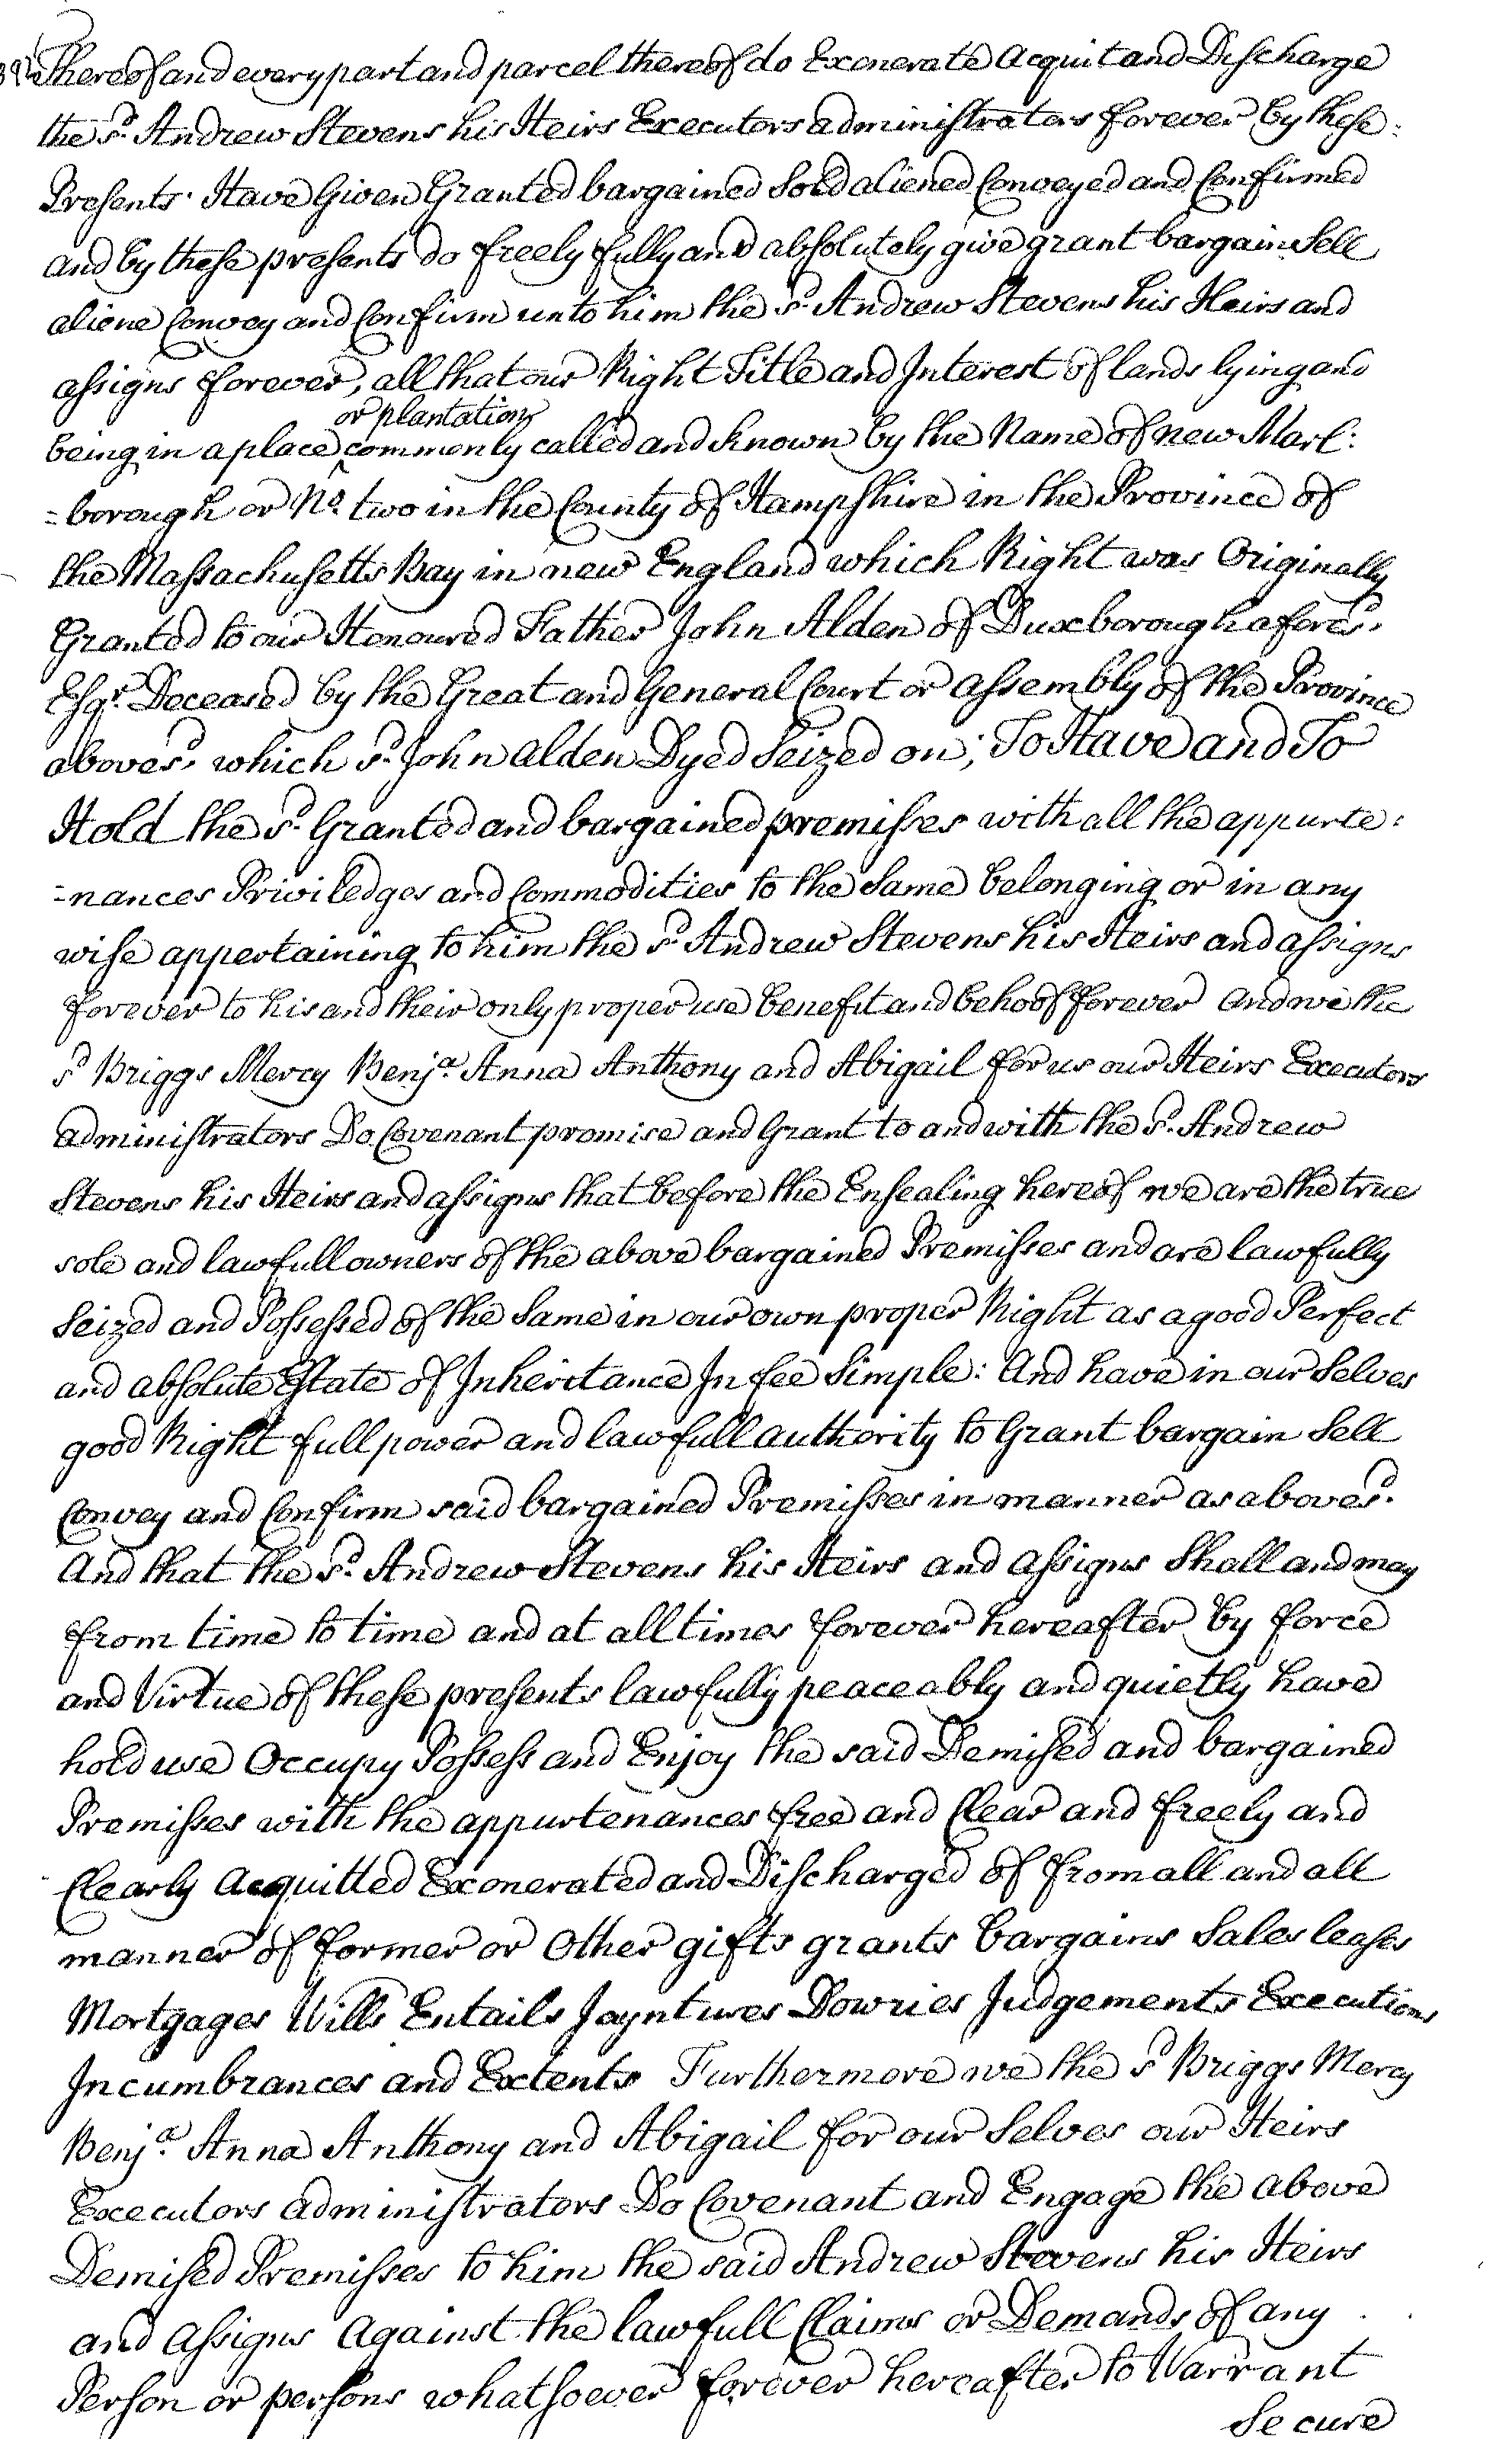 thereof and every part and parcel thereof do Exonerate Acquit and Discharge
the sd. Andrew Stevens his Heirs Executors administrators forever by these
Presents. Have Given Granted bargained Sold aliened Conveyed and Confirmed
and by these presents do freely fully and absolutely give grant bargain Sell
aliene Convey and Confirm unto him the sd. Andrew Stevens his Heirs and
assigns forever, all that our Right Title and Interest of lands lying and
or plantation
being in a place commonly called and known by the Name of new Marl:
=borough or No. two in the County of Hampshire in the Province of
the Massachusetts Bay in new England which Right was Originally
Granted to our Honoured Father John Alden of Duxborough aforesd.
Esqr. Deceased by the Great and General Court or assembly of the Province
abovesd. which sd. John alden Dyed Seized on; To Have and To
Hold the sd. Granted and bargained premisses with all the appurte:
=nances Priviledges and Commodities to the Same belonging or in any
wise appertaining to him the sd. Andrew Stevens his Heirs and assigns
forever to his and their only proper use benefit and behoof forever And we the
sd Briggs Mercy Benja. Anna Anthony and Abigail for us our Heirs Executors
administrators Do Covenant promise and Grant to and with the sd. Andrew
Stevens his Heirs and assigns that before the Ensealing hereof we are the true
sole and lawfull owners of the above bargained Premisses and are lawfully
Seized and Possessed of the Same in our own proper Right as a good Perfect
and absolute Estate of Inheritance In fee Simple: And have in our Selves
good Right full power and lawfull authority to Grant bargain Sell
Convey and Confirm said bargained Premisses in manner as abovesd.
And that the sd. Andrew Stevens his Heirs and assigns Shall and may
from time to time and at all times forever hereafter by force
and Virtue of these presents lawfully peaceably and quietly have
hold use Occupy Possess and Enjoy the said Demised and bargained
Premisses with the appurtenances free and Clear and freely and
Clearly Acquitted Exonerated and Discharged of from all and all
manner of former or Other gifts grants bargains Sales leases
Mortgages Wills Entails Joyntures Dowries Judgements Executions
Incumbrances and Extents Furthermore we the sd Briggs Mercy
Benja. Anna Anthony and Abigail for our Selves our Heirs
Executors administrators Do Covenant and Engage the above
Demised Premisses to him the said Andrew Stevens his Heirs
and assigns Against the lawfull Claims or Demands of any
Person or persons whatsoever forever hereafter to Warrant
Secure